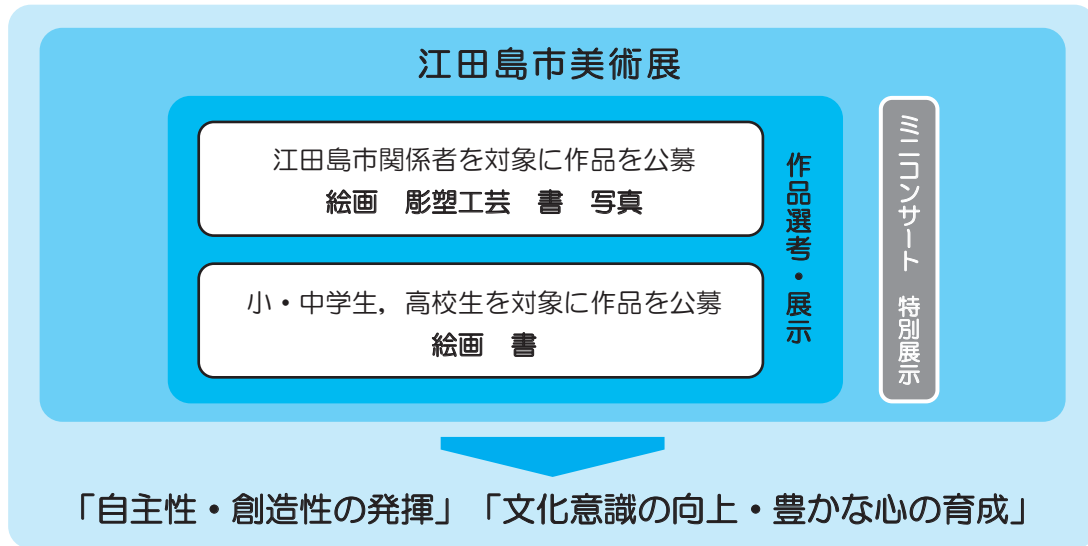 江田島市美術展
江田島市関係者を対象に作品を公募
絵画　彫塑工芸　書　写真
小・中学生，高校生を対象に作品を公募
絵画　書
作品選考・展示
ミニコンサート　特別展示
「自主性・創造性の発揮」「文化意識の向上・豊かな心の育成」